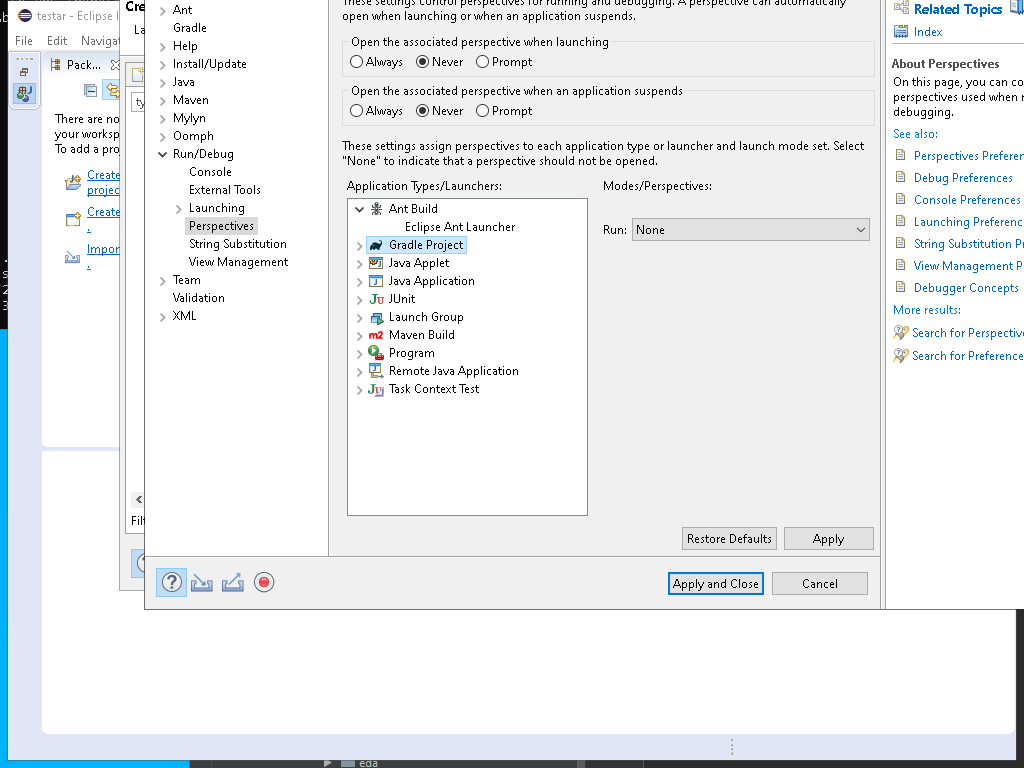 testar - Eclipse I
File Edit Navigat
Pack...
There are no
your worksp
To add a proj
Create
project
Create
.
Impor
.
Cre
La
ty
Filt
Ant
Gradle
Help
Install/Update
Java
Maven
Mylyn
Oomph
Run/Debug
Console
External Tools
Launching
Perspectives
String Substitution
View Management
Team
Validation
XML
These settings control perspectives for running and debugging. A perspective can automatically
open when launching or when an application suspends.
Open the associated perspective when launching
Always Never Prompt
Open the associated perspective when an application suspends
Always Never Prompt
These settings assign perspectives to each application type or launcher and launch mode set. Select
"None" to indicate that a perspective should not be opened.
Application Types/Launchers:
Ant Build
Eclipse Ant Launcher
Gradle Project
Java Applet
Java Application
JUnit
Launch Group
m2 Maven Build
Program
Remote Java Application
Task Context Test
Modes/Perspectives:
Run: None
Restore Defaults Apply
Apply and Close Cancel
Related Topics
Index
About Perspectives
On this page, you can co
perspectives used when r
debugging.
See also:
Perspectives Preferen
Debug Preferences
Console Preferences
Launching Preferenc
String Substitution Pr
View Management P
Debugger Concepts
More results:
Search for Perspective
Search for Preference
eda